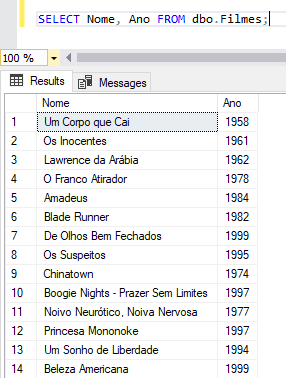 SELECT Nome, Ano FROM dbo.Filmes;
100 %
Results Messages
Nome Ano
1 Um Corpo que Cai 1958
2 Os Inocentes 1961
3 Lawrence da Arábia 1962
4 O Franco Atirador 1978
5 Amadeus 1984
6 Blade Runner 1982
7 De Olhos Bem Fechados 1999
8 Os Suspeitos 1995
9 Chinatown 1974
10 Boogie Nights - Prazer Sem Limites 1997
11 Noivo Neurótico, Noiva Nervosa 1977
12 Princesa Mononoke 1997
13 Um Sonho de Liberdade 1994
14 Beleza Americana 1999